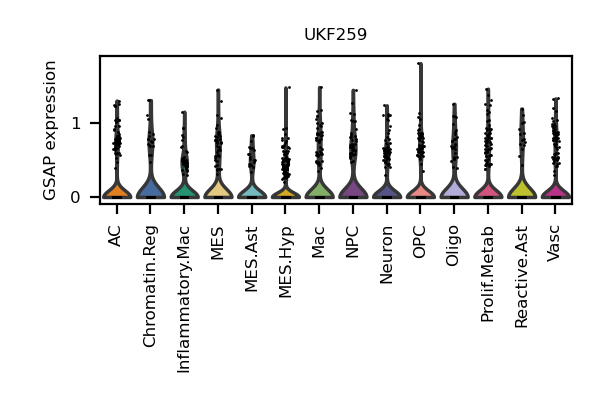 UKF259
GSAP expression
1
0
AC
Chromatin.Reg
Inflammatory.Mac
MES
MES.Ast
MES.Hyp
Mac
NPC
Neuron
OPC
Oligo
Prolif.Metab
Reactive.Ast
Vasc